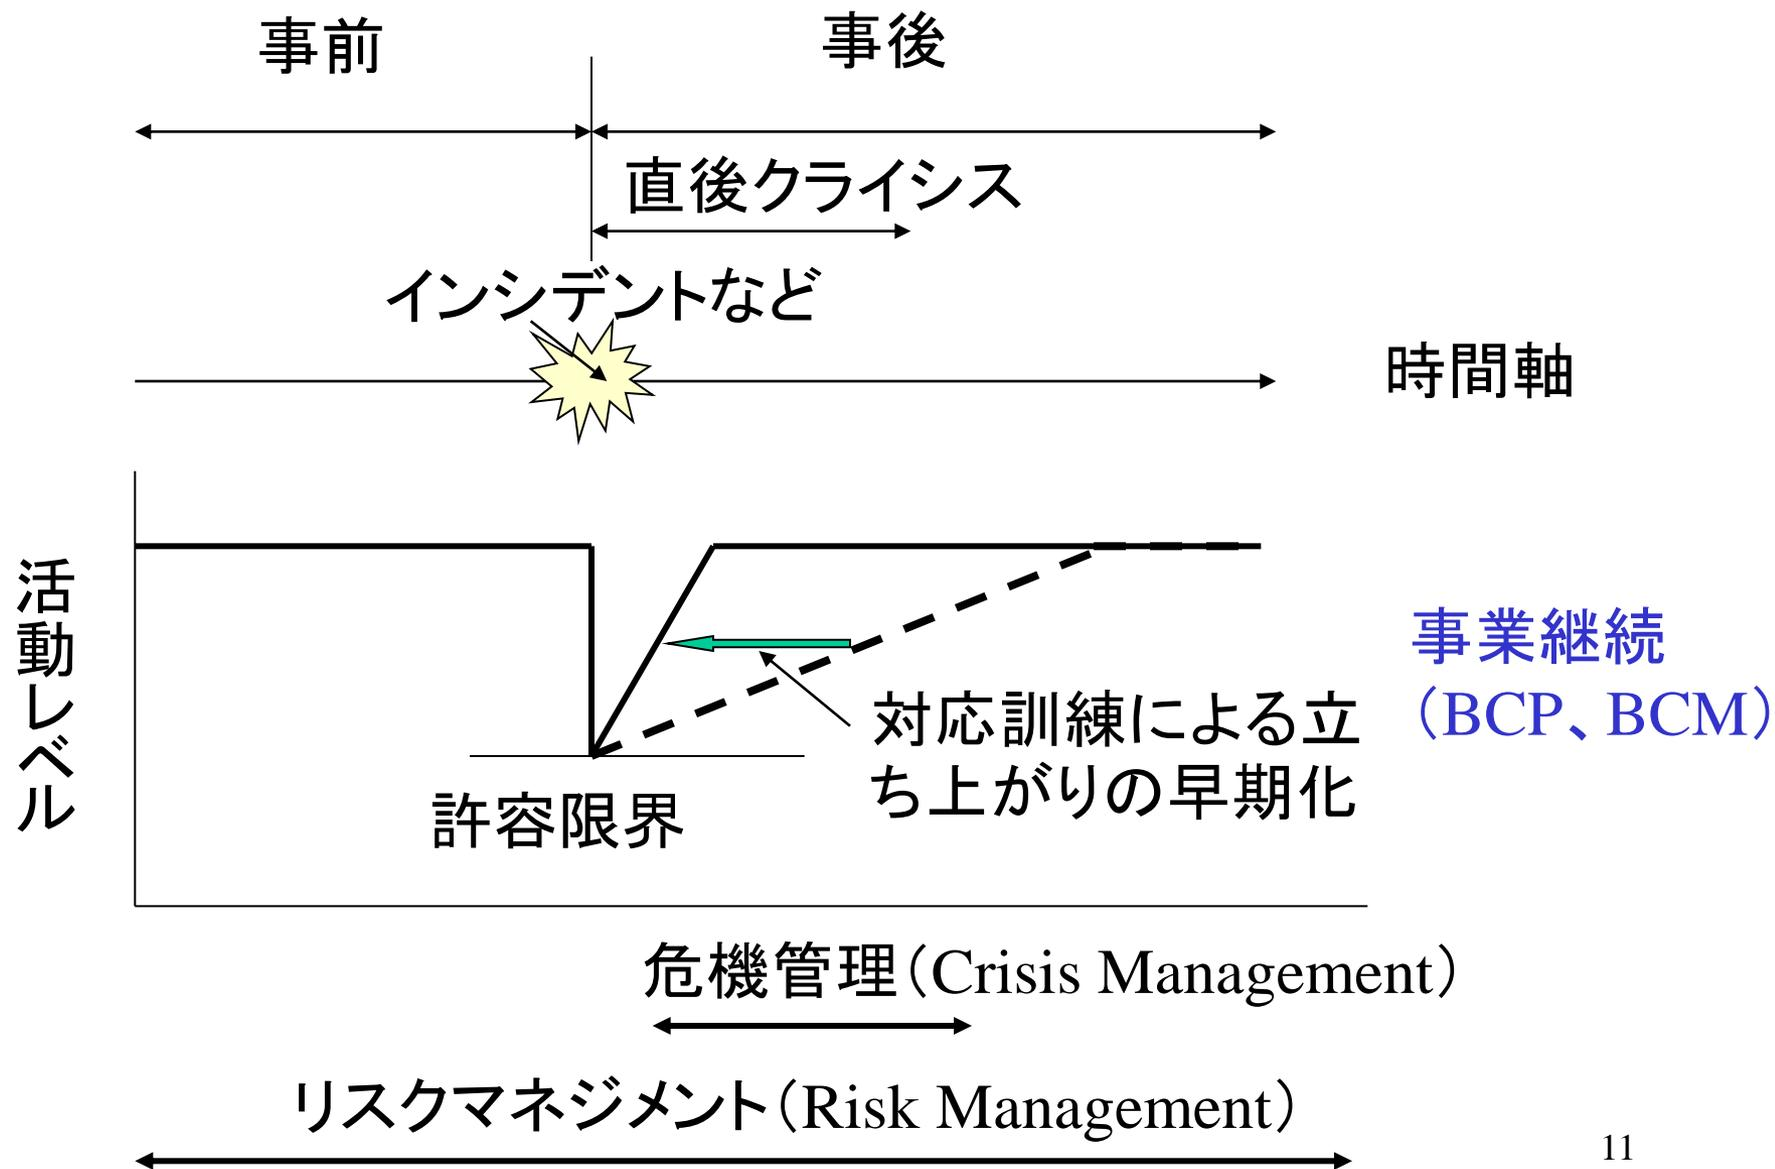 事前
事後
直後クライシス
インシデントなど
時間軸
活動レベル
事業継続
（BCP、BCM）
対応訓練による立
ち上がりの早期化
許容限界
危機管理（Crisis Management）
リスクマネジメント（Risk Management）
11